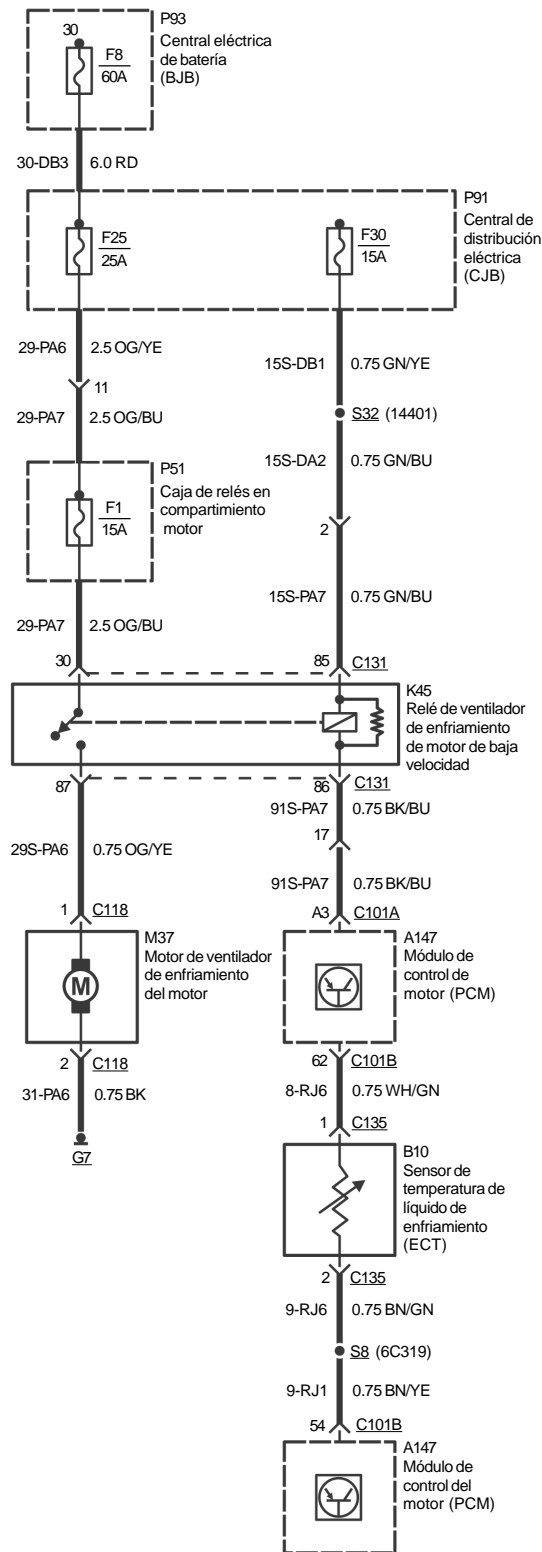 P93
Central eléctrica
de batería
(BJB)
30
F8
60A
30-DB3 6.0 RD
P91
Central de
distribución
eléctrica
(CJB)
F25
25A
F30
15A
29-PA6 2.5 OG/YE
15S-DB1 0.75 GN/YE
11
29-PA7 2.5 OG/BU
S32 (14401)
15S-DA2 0.75 GN/BU
P51
Caja de relés en
compartimiento
motor
F1
15A
2
15S-PA7 0.75 GN/BU
29-PA7 2.5 OG/BU
30
85 C131
K45
Relé de ventilador
de enfriamiento
de motor de baja
velocidad
87
86 C131
91S-PA7 0.75 BK/BU
17
29S-PA6 0.75 OG/YE
91S-PA7 0.75 BK/BU
1 C118
A3 C101A
M37
Motor de ventilador
de enfriamiento
del motor
M
A147
Módulo de
control de
motor (PCM)
2 C118
62 C101B
31-PA6 0.75 BK
8-RJ6 0.75 WH/GN
G7
1 C135
B10
Sensor de
temperatura de
líquido de
enfriamiento
(ECT)
2 C135
9-RJ6 0.75 BN/GN
S8 (6C319)
9-RJ1 0.75 BN/YE
54 C101B
A147
Módulo de
control del
motor (PCM)